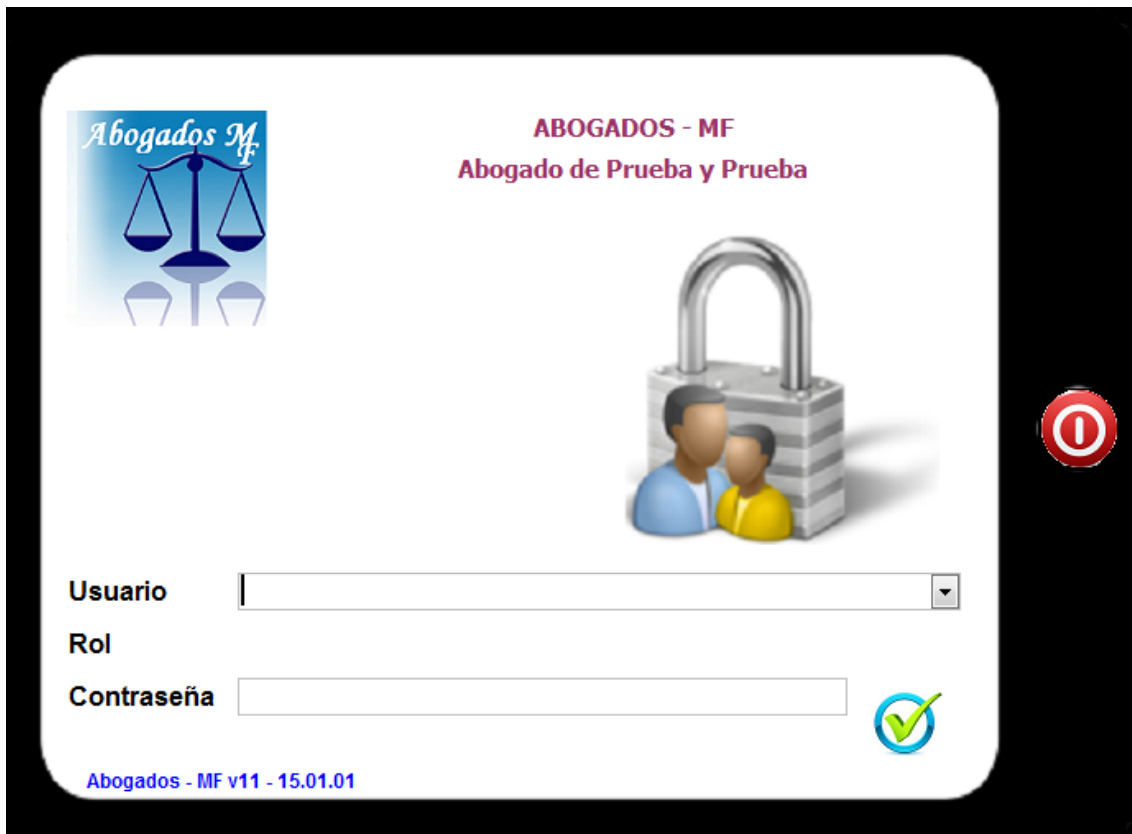 Abogados MF
ABOGADOS - MF
Abogado de Prueba y Prueba
Usuario
Rol
Contraseña
Abogados - MF v11 - 15.01.01